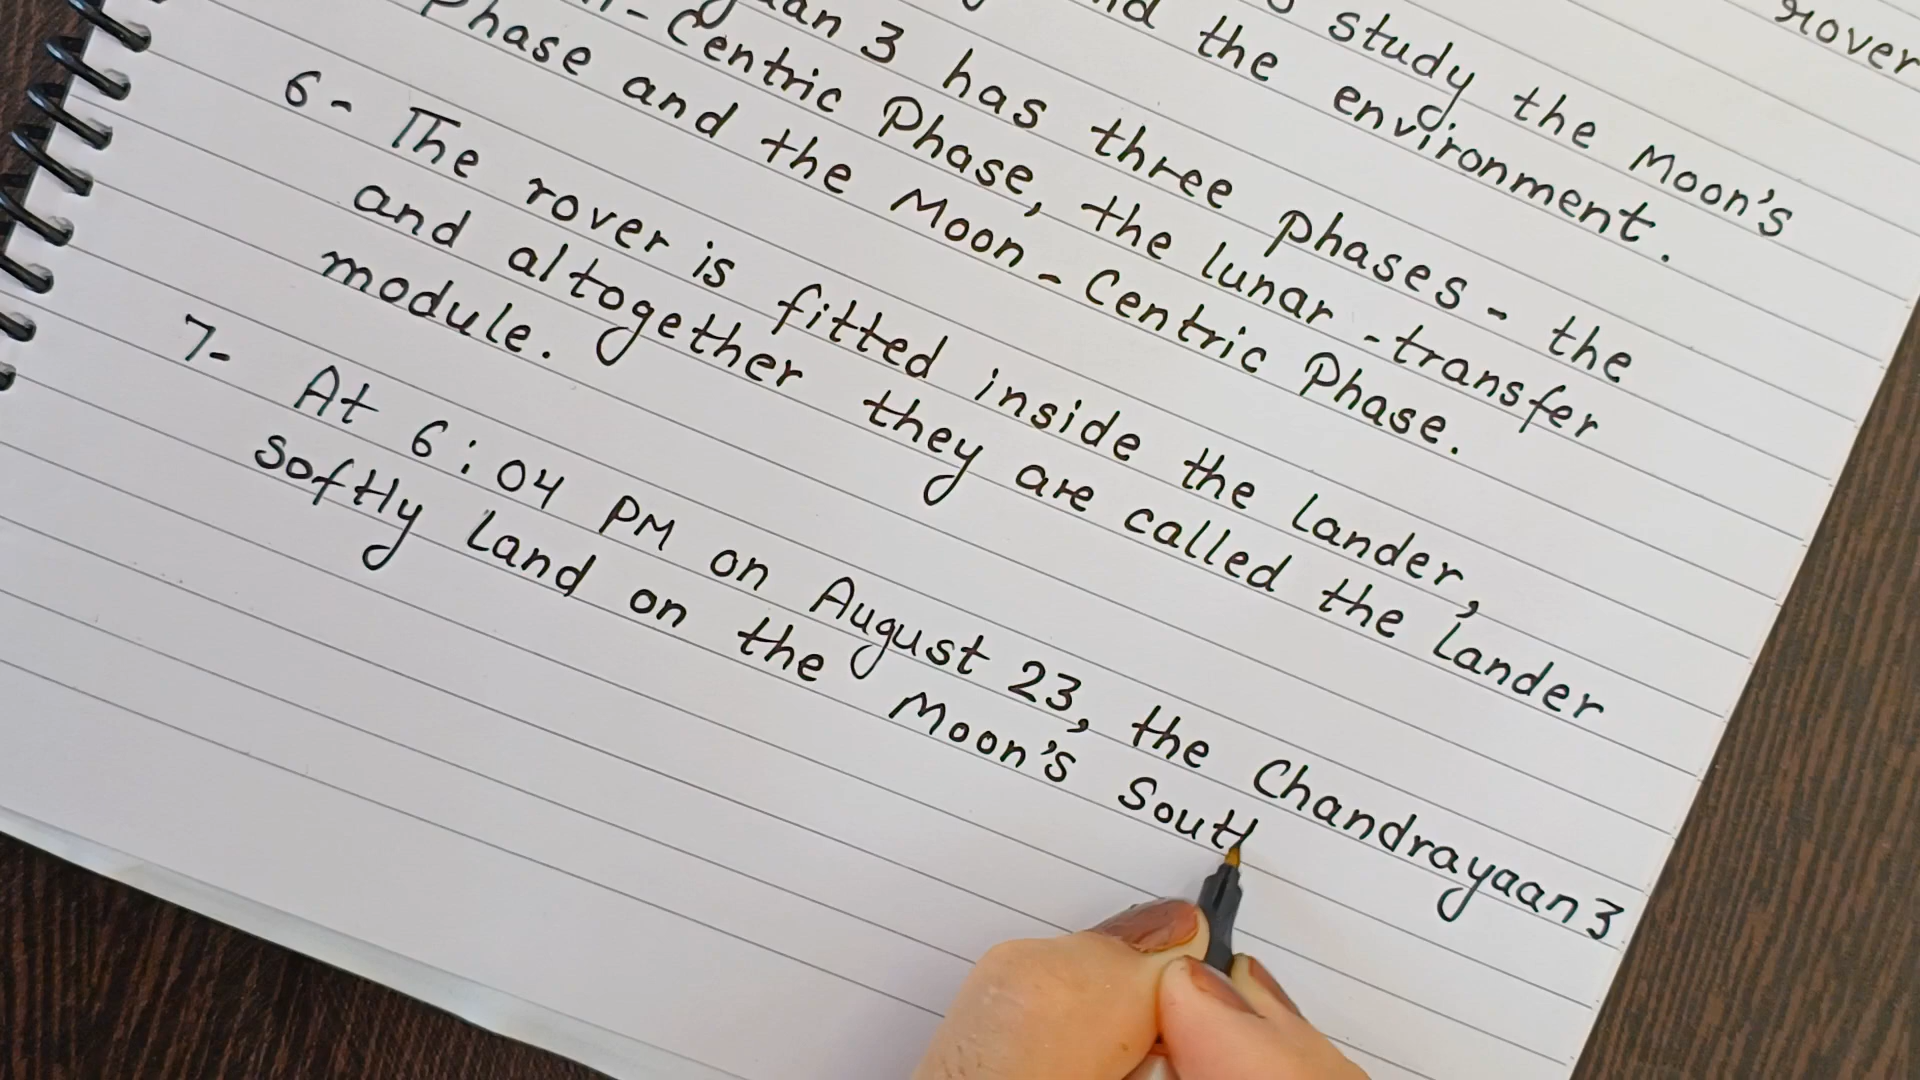 rover
study the Moon's
the environment.
3 has three phases - the
- Centric Phase, the lunar - transfer
Phase and the Moon - Centric Phase.
6 - The rover is fitted inside the Lander,
and altogether they are called the Lander
module.
7 - At 6:04 PM on August 23, the Chandrayaan 3
softly Land on the Moon's South